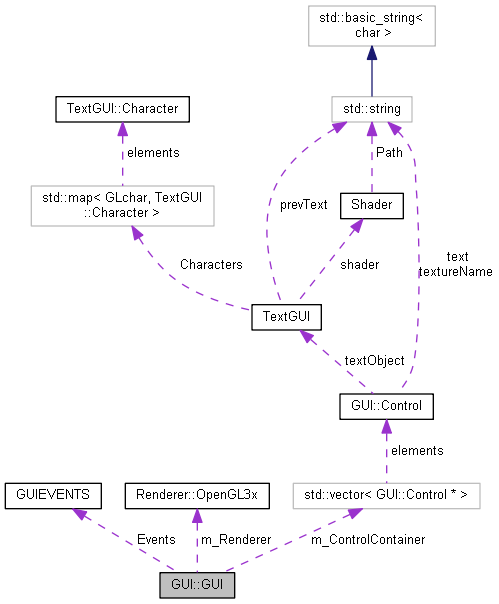 std::basic_string<
char >
TextGUI::Character
std::string
elements
Path
std::map< GLchar, TextGUI
::Character >
prevText
Shader
text
textureName
Characters
shader
TextGUI
textObject
GUI::Control
elements
GUIEVENTS
Renderer::OpenGL3x
std::vector< GUI::Control * >
Events
m_Renderer
m_ControlContainer
GUI::GUI